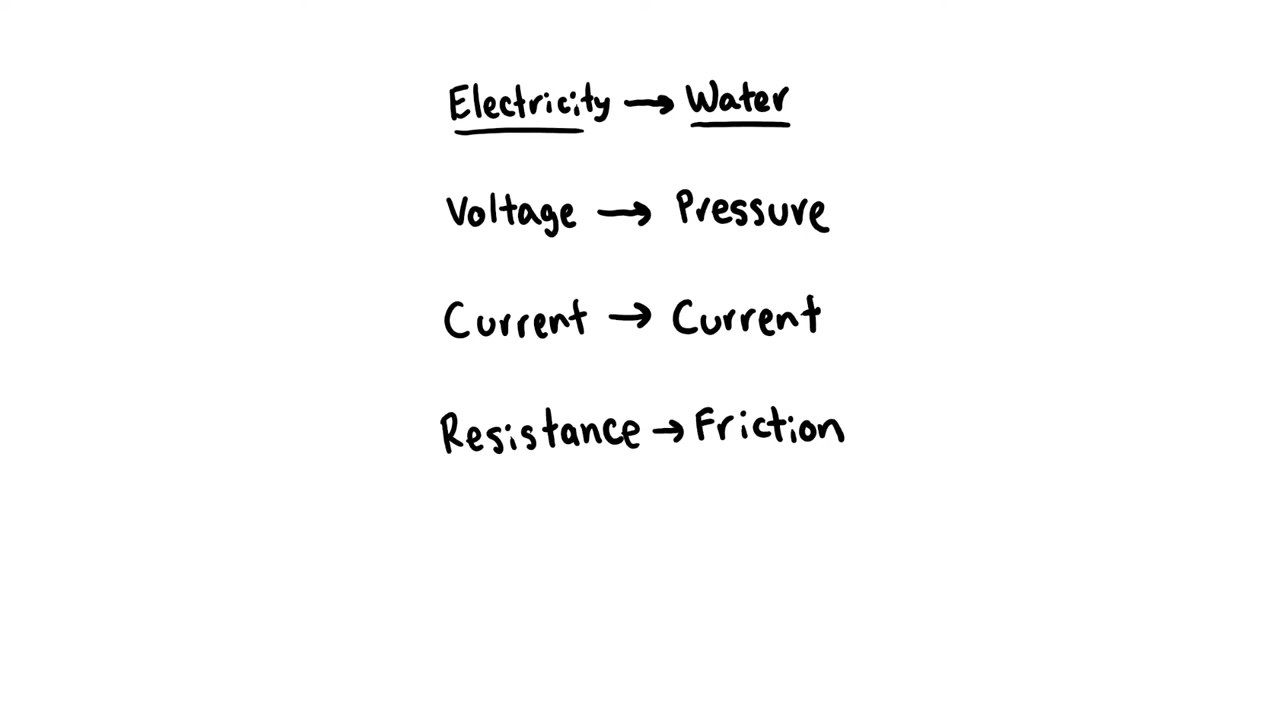 Electricity → Water
Voltage → Pressure
Current → Current
Resistance → Friction